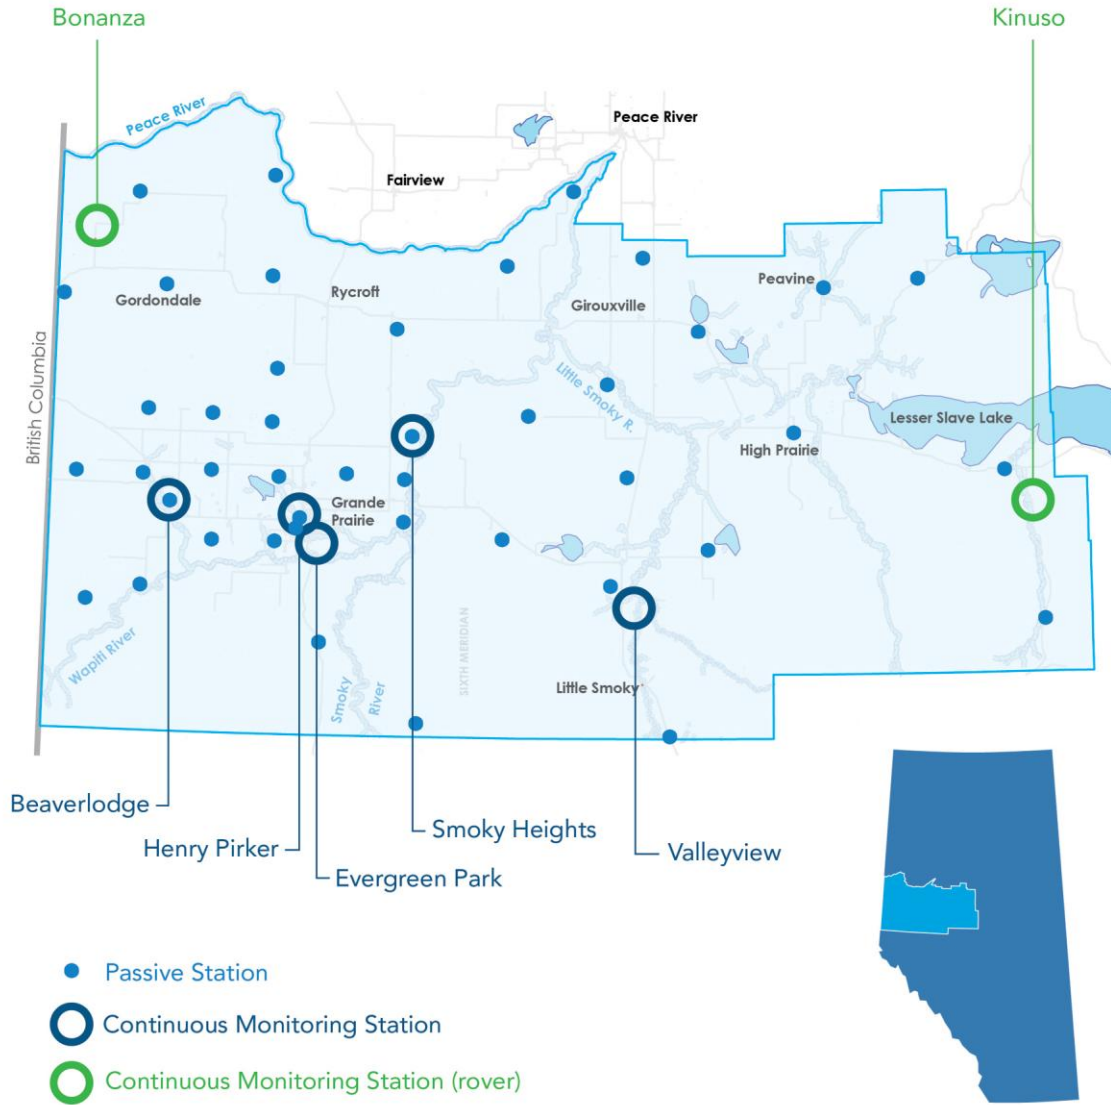 Bonanza
Kinuso
Peace River
Peace River
Fairview
Peavine
Gordondale
Rycroft
Girouxville
British Columbia
Little Smoky R.
Lesser Slave Lake
High Prairie
Grande
Prairie
SIXTH MERIDIAN
Wapiti River
Smoky
River
Little Smoky
Beaverlodge
Henry Pirker
Evergreen Park
Smoky Heights
Valleyview
Passive Station
Continuous Monitoring Station
Continuous Monitoring Station (rover)